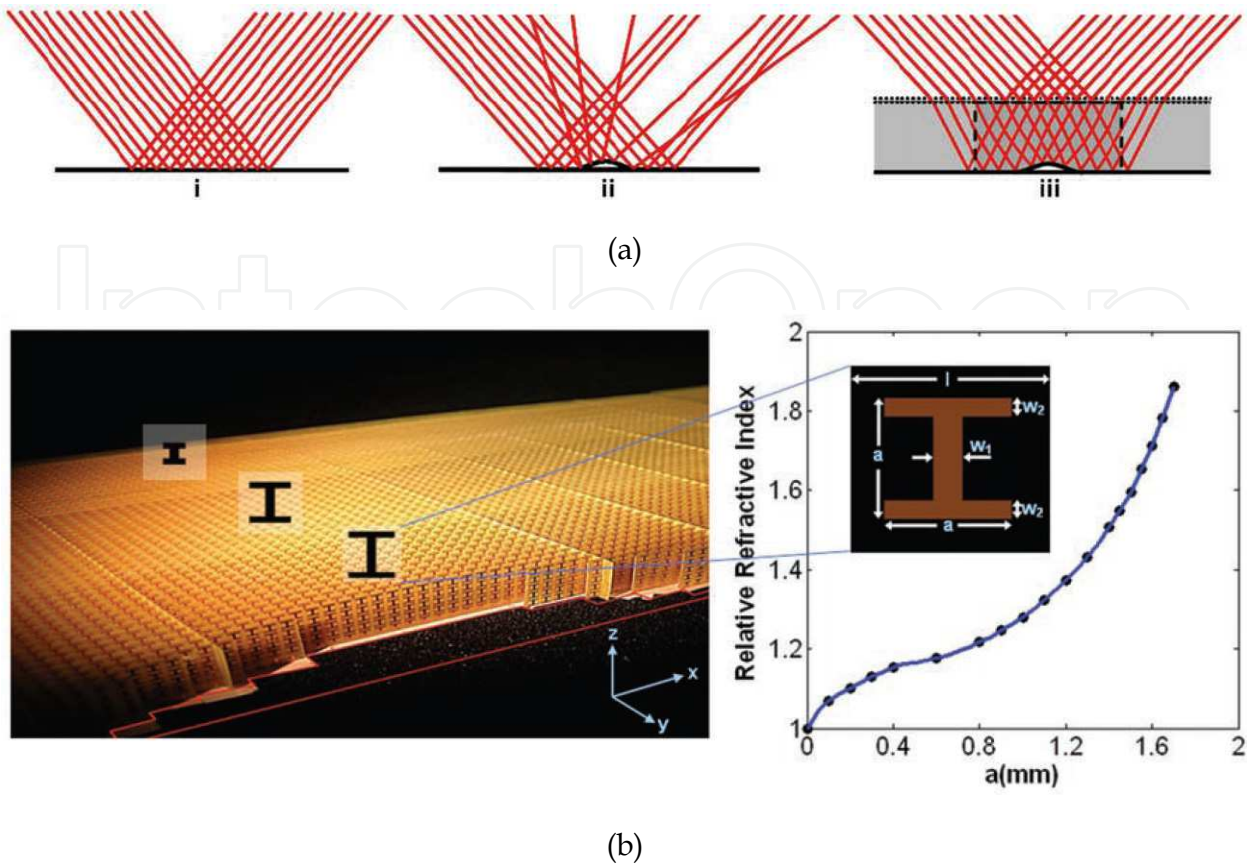 i
ii
iii
(a)
IntechOpen
z
x
y
l
a
w₁
w₂
a
w₂
Relative Refractive Index
2
1.8
1.6
1.4
1.2
1
0
0.4
0.8
1.2
1.6
2
a(mm)
(b)